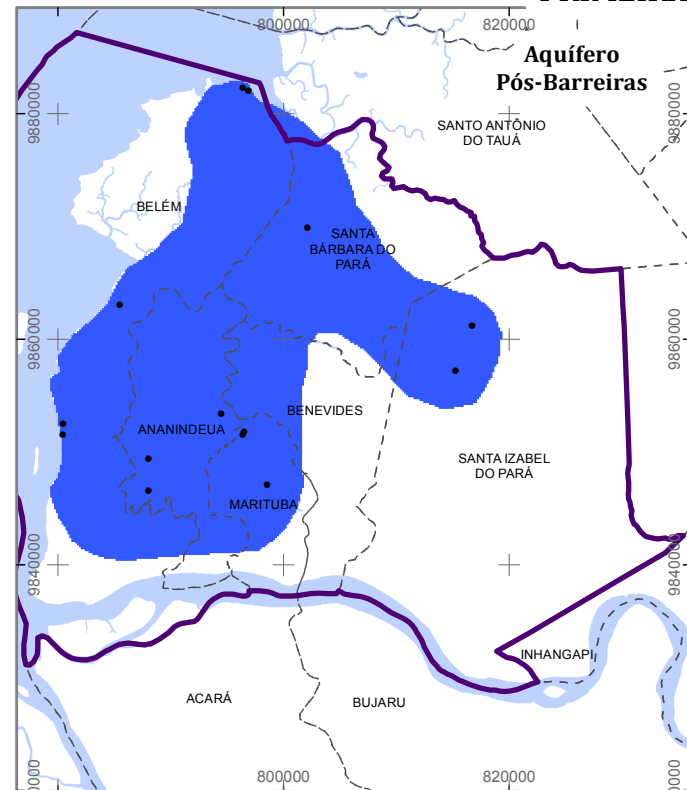 800000
820000
Aquífero
Pós-Barreiras
9880000
9880000
SANTO ANTÔNIO
DO TAUÁ
BELÉM
SANTA
BÁRBARA DO
PARÁ
9860000
9860000
BENEVIDES
ANANINDEUA
SANTA IZABEL
DO PARÁ
MARITUBA
9840000
9840000
INHANGAPI
ACARÁ
BUJARU
800000
820000